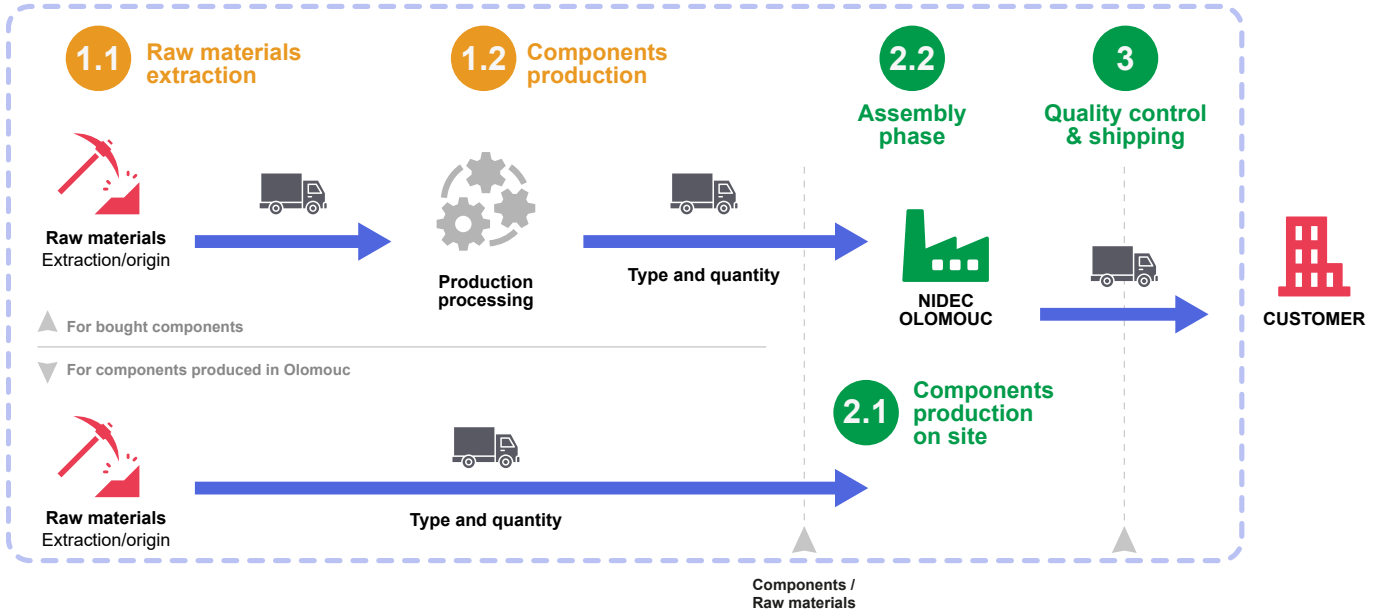 1.1
Raw materials
extraction
1.2
Components
production
2.2
Assembly
phase
3
Quality control
& shipping
Raw materials
Extraction/origin
Production
processing
Type and quantity
NIDEC
OLOMOUC
CUSTOMER
For bought components
For components produced in Olomouc
2.1
Components
production
on site
Raw materials
Extraction/origin
Type and quantity
Components /
Raw materials